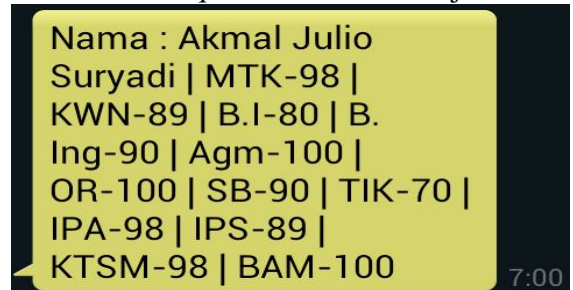 Nama : Akmal Julio
Suryadi | MTK-98 |
KWN-89 | B.I-80 | B.
Ing-90 | Agm-100 |
OR-100 | SB-90 | TIK-70 |
IPA-98 | IPS-89 |
KTSM-98 | BAM-100
7:00